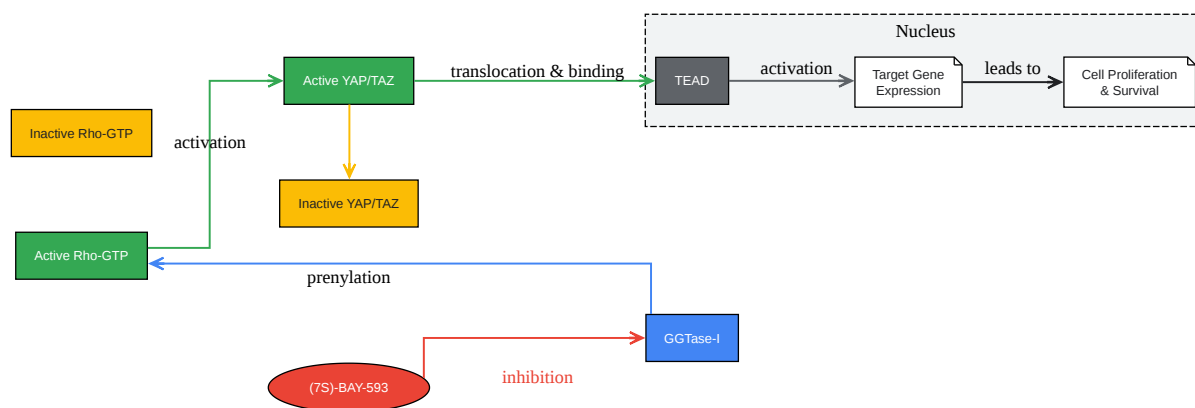 Nucleus
Active YAP/TAZ
translocation & binding
TEAD
activation
Target Gene
Expression
leads to
Cell Proliferation
& Survival
Inactive Rho-GTP
activation
Inactive YAP/TAZ
Active Rho-GTP
prenylation
GGTase-I
(7S)-BAY-593
inhibition